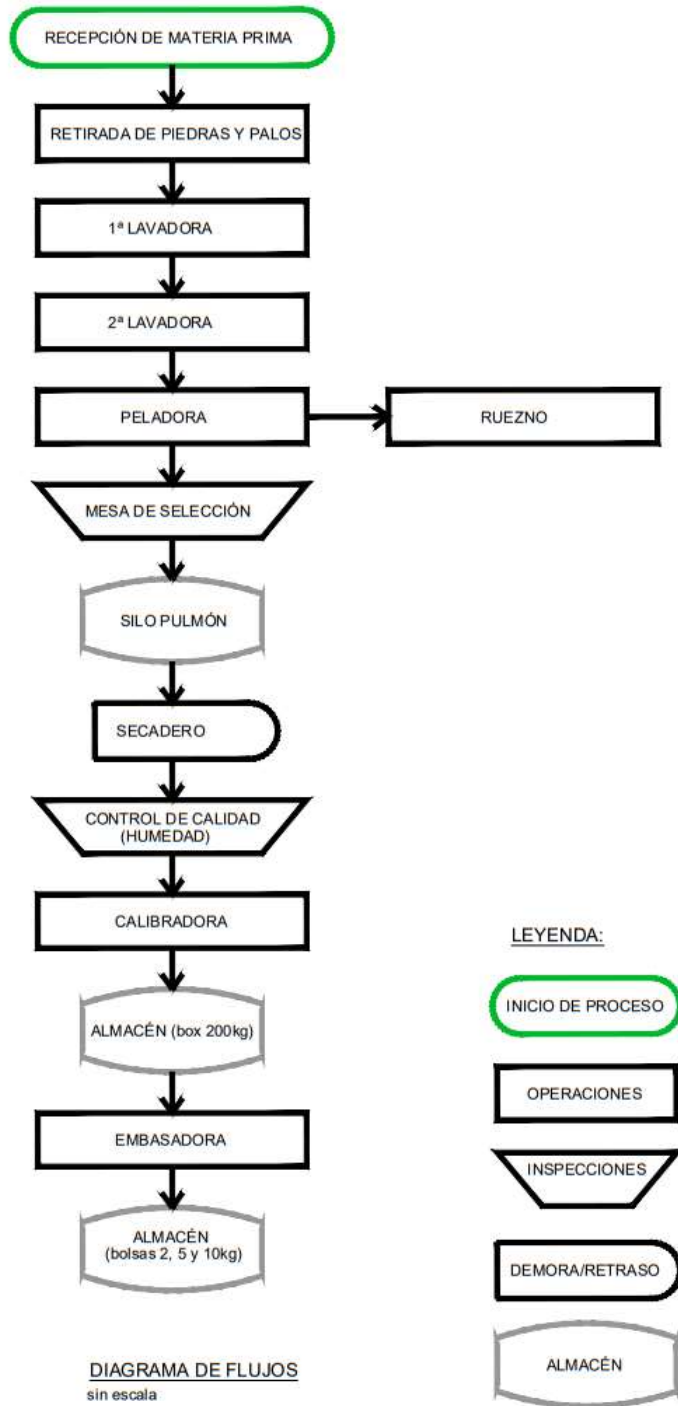 RECEPCIÓN DE MATERIA PRIMA
RETIRADA DE PIEDRAS Y PALOS
1ª LAVADORA
2ª LAVADORA
PELADORA
RUEZNO
MESA DE SELECCIÓN
SILO PULMÓN
SECADERO
CONTROL DE CALIDAD
(HUMEDAD)
CALIBRADORA
ALMACÉN (box 200kg)
EMBASADORA
ALMACÉN
(bolsas 2, 5 y 10kg)
DIAGRAMA DE FLUJOS
sin escala
LEYENDA:
INICIO DE PROCESO
OPERACIONES
INSPECCIONES
DEMORA/RETRASO
ALMACÉN